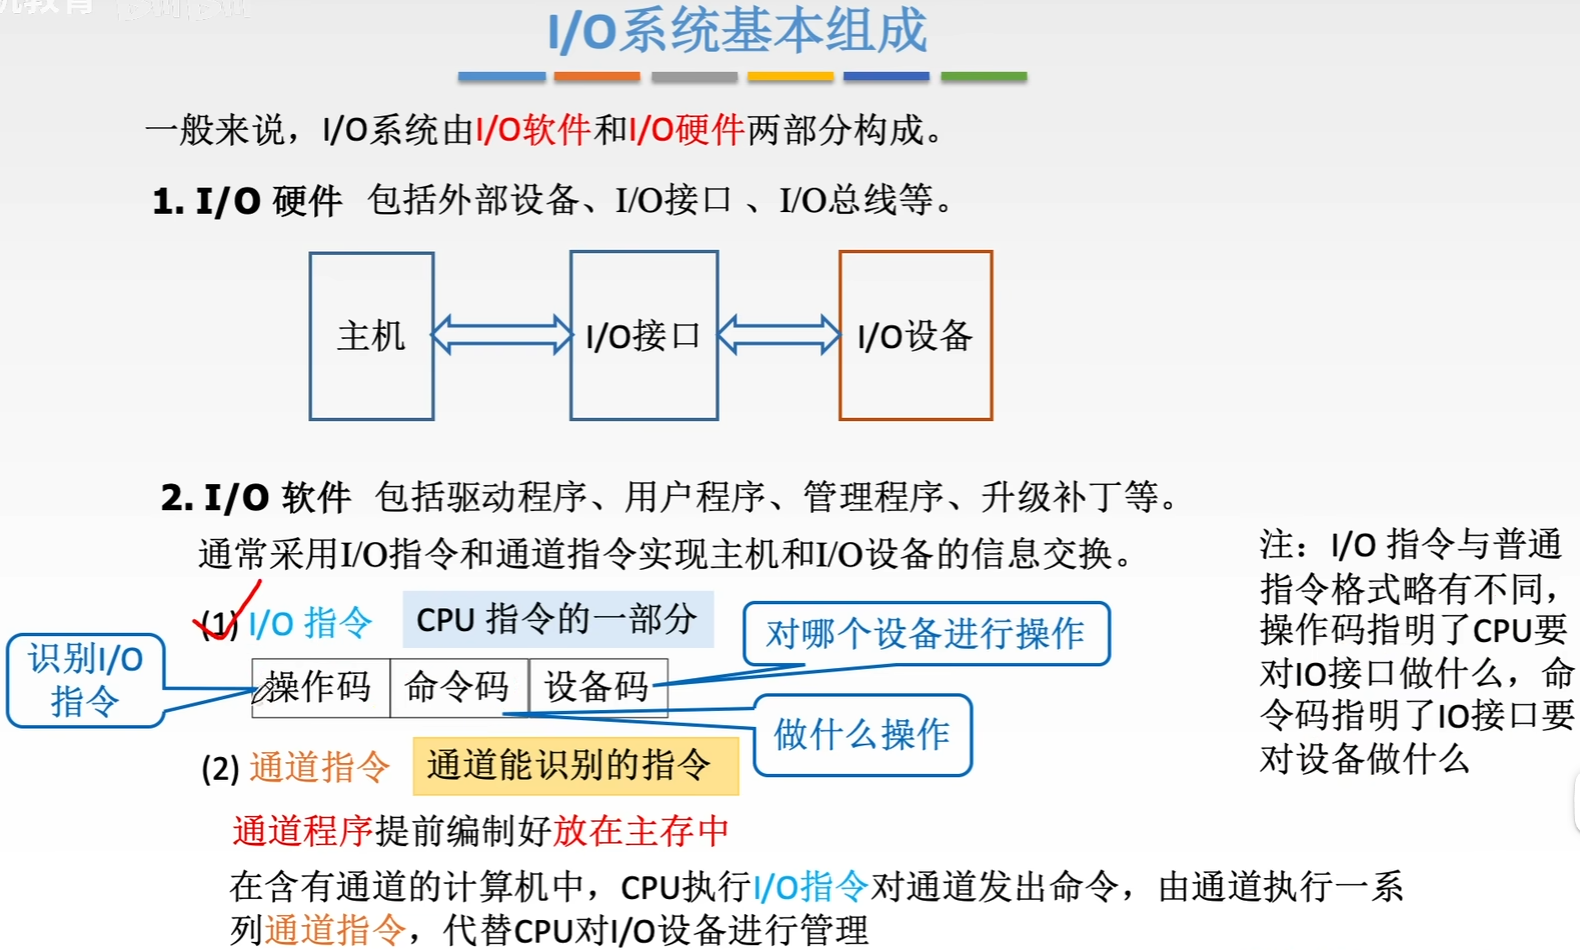 I/O系统基本组成
一般来说，I/O系统由I/O软件和I/O硬件两部分构成。
1. I/O 硬件 包括外部设备、I/O接口 、I/O总线等。
主机
I/O接口
I/O设备
2. I/O 软件 包括驱动程序、用户程序、管理程序、升级补丁等。
通常采用I/O指令和通道指令实现主机和I/O设备的信息交换。
(1) I/O 指令
CPU 指令的一部分
对哪个设备进行操作
识别I/O
指令
操作码
命令码
设备码
做什么操作
(2) 通道指令
通道能识别的指令
通道程序提前编制好放在主存中
在含有通道的计算机中，CPU执行I/O指令对通道发出命令，由通道执行一系
列通道指令，代替CPU对I/O设备进行管理
注：I/O 指令与普通
指令格式略有不同，
操作码指明了CPU要
对IO接口做什么，命
令码指明了IO接口要
对设备做什么